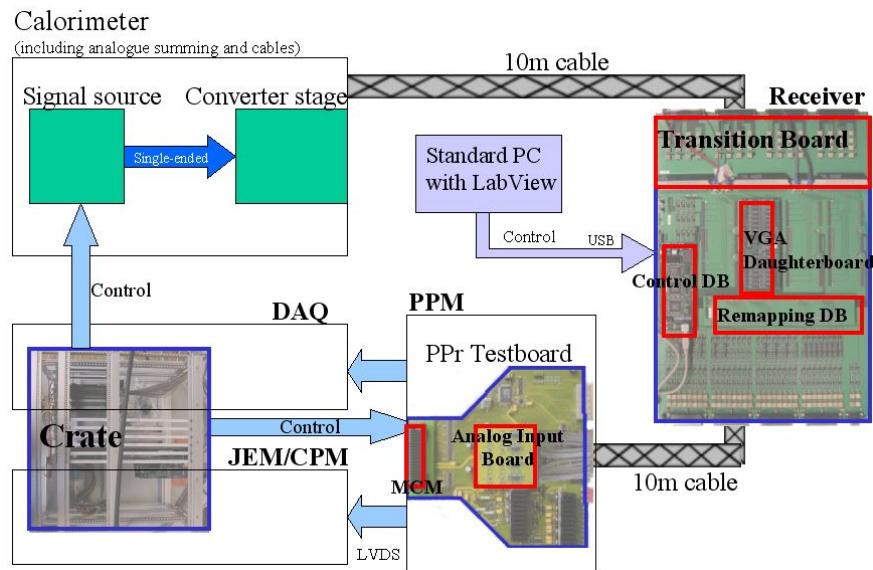 Calorimeter
(including analogue summing and cables)
10m cable
Signal source
Converter stage
Receiver
Single-ended
Standard PC
with LabView
Transition Board
Control
USB
VGA
Daughterboard
Control DB
Remapping DB
Control
DAQ
PPM
PPr Testboard
Crate
Control
Analog Input
Board
JEM/CPM
MCM
10m cable
LVDS